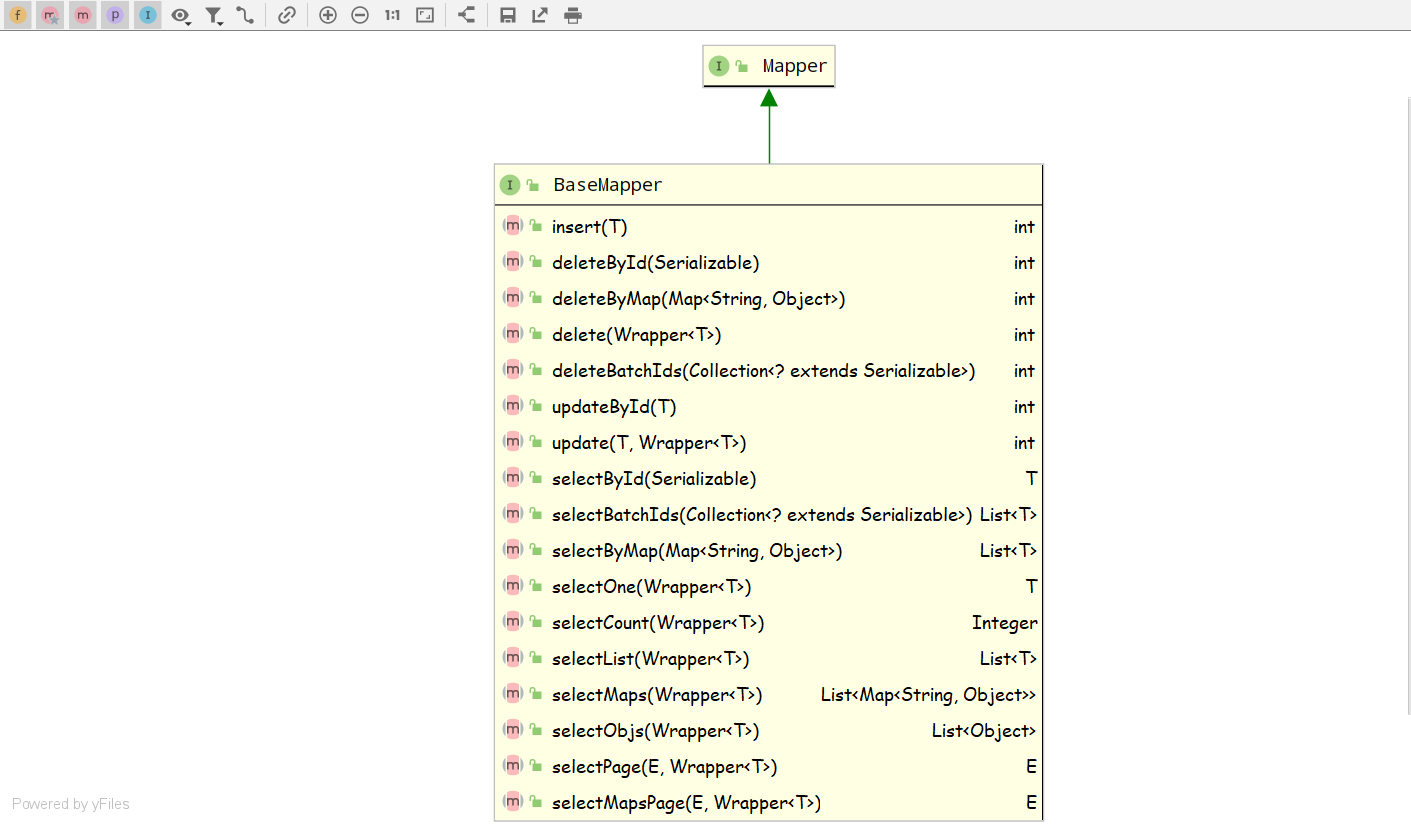 f m m p I 1:1
I Mapper
I BaseMapper
m insert(T) int
m deleteById(Serializable) int
m deleteByMap(Map<String, Object>) int
m delete(Wrapper<T>) int
m deleteBatchIds(Collection<? extends Serializable>) int
m updateById(T) int
m update(T, Wrapper<T>) int
m selectById(Serializable) T
m selectBatchIds(Collection<? extends Serializable>) List<T>
m selectByMap(Map<String, Object>) List<T>
m selectOne(Wrapper<T>) T
m selectCount(Wrapper<T>) Integer
m selectList(Wrapper<T>) List<T>
m selectMaps(Wrapper<T>) List<Map<String, Object>>
m selectObjs(Wrapper<T>) List<Object>
m selectPage(E, Wrapper<T>) E
m selectMapsPage(E, Wrapper<T>) E
Powered by yFiles